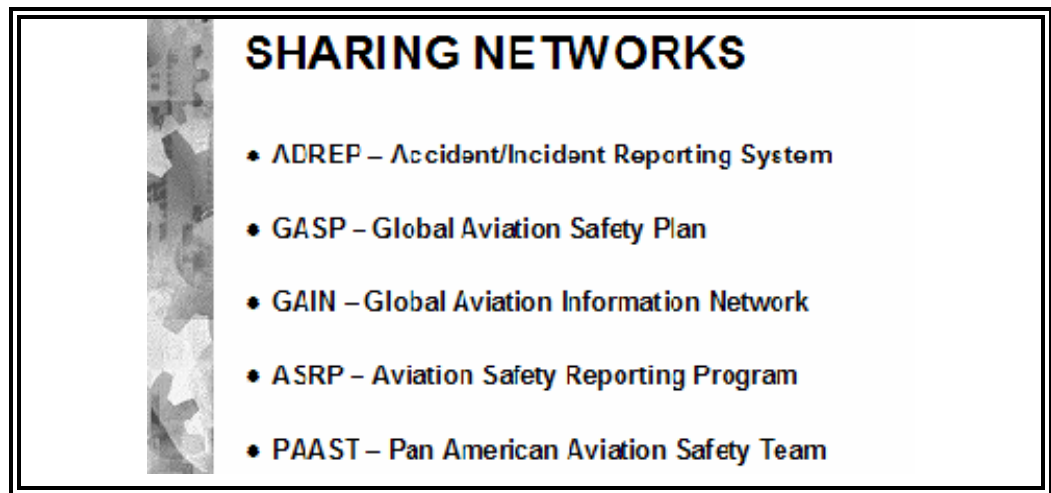 SHARING NETWORKS
• ADREP – Accident/Incident Reporting System
• GASP – Global Aviation Safety Plan
• GAIN – Global Aviation Information Network
• ASRP – Aviation Safety Reporting Program
• PAAST – Pan American Aviation Safety Team